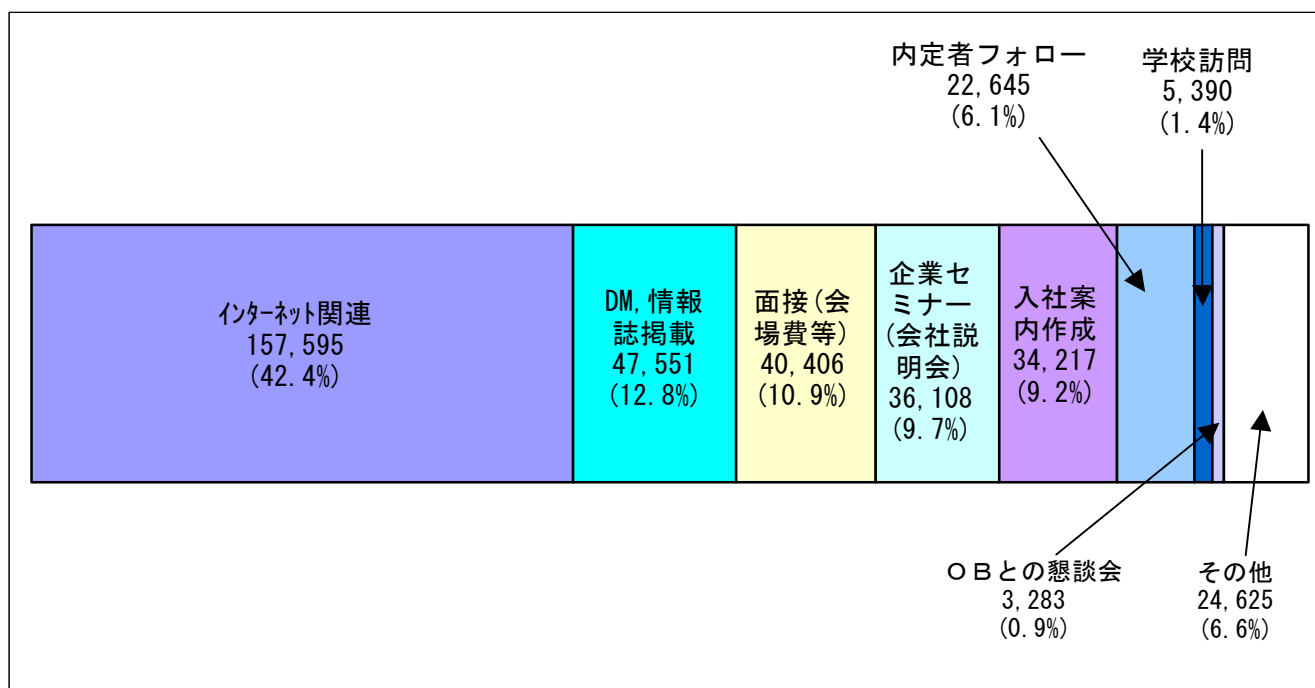 内定者フォロー
22,645
(6.1%)
学校訪問
5,390
(1.4%)
ｲﾝﾀｰﾈｯﾄ関連
157,595
(42.4%)
DM,情報
誌掲載
47,551
(12.8%)
面接(会
場費等)
40,406
(10.9%)
企業セ
ミナー
(会社説
明会)
36,108
(9.7%)
入社案
内作成
34,217
(9.2%)
ＯＢとの懇談会
3,283
(0.9%)
その他
24,625
(6.6%)